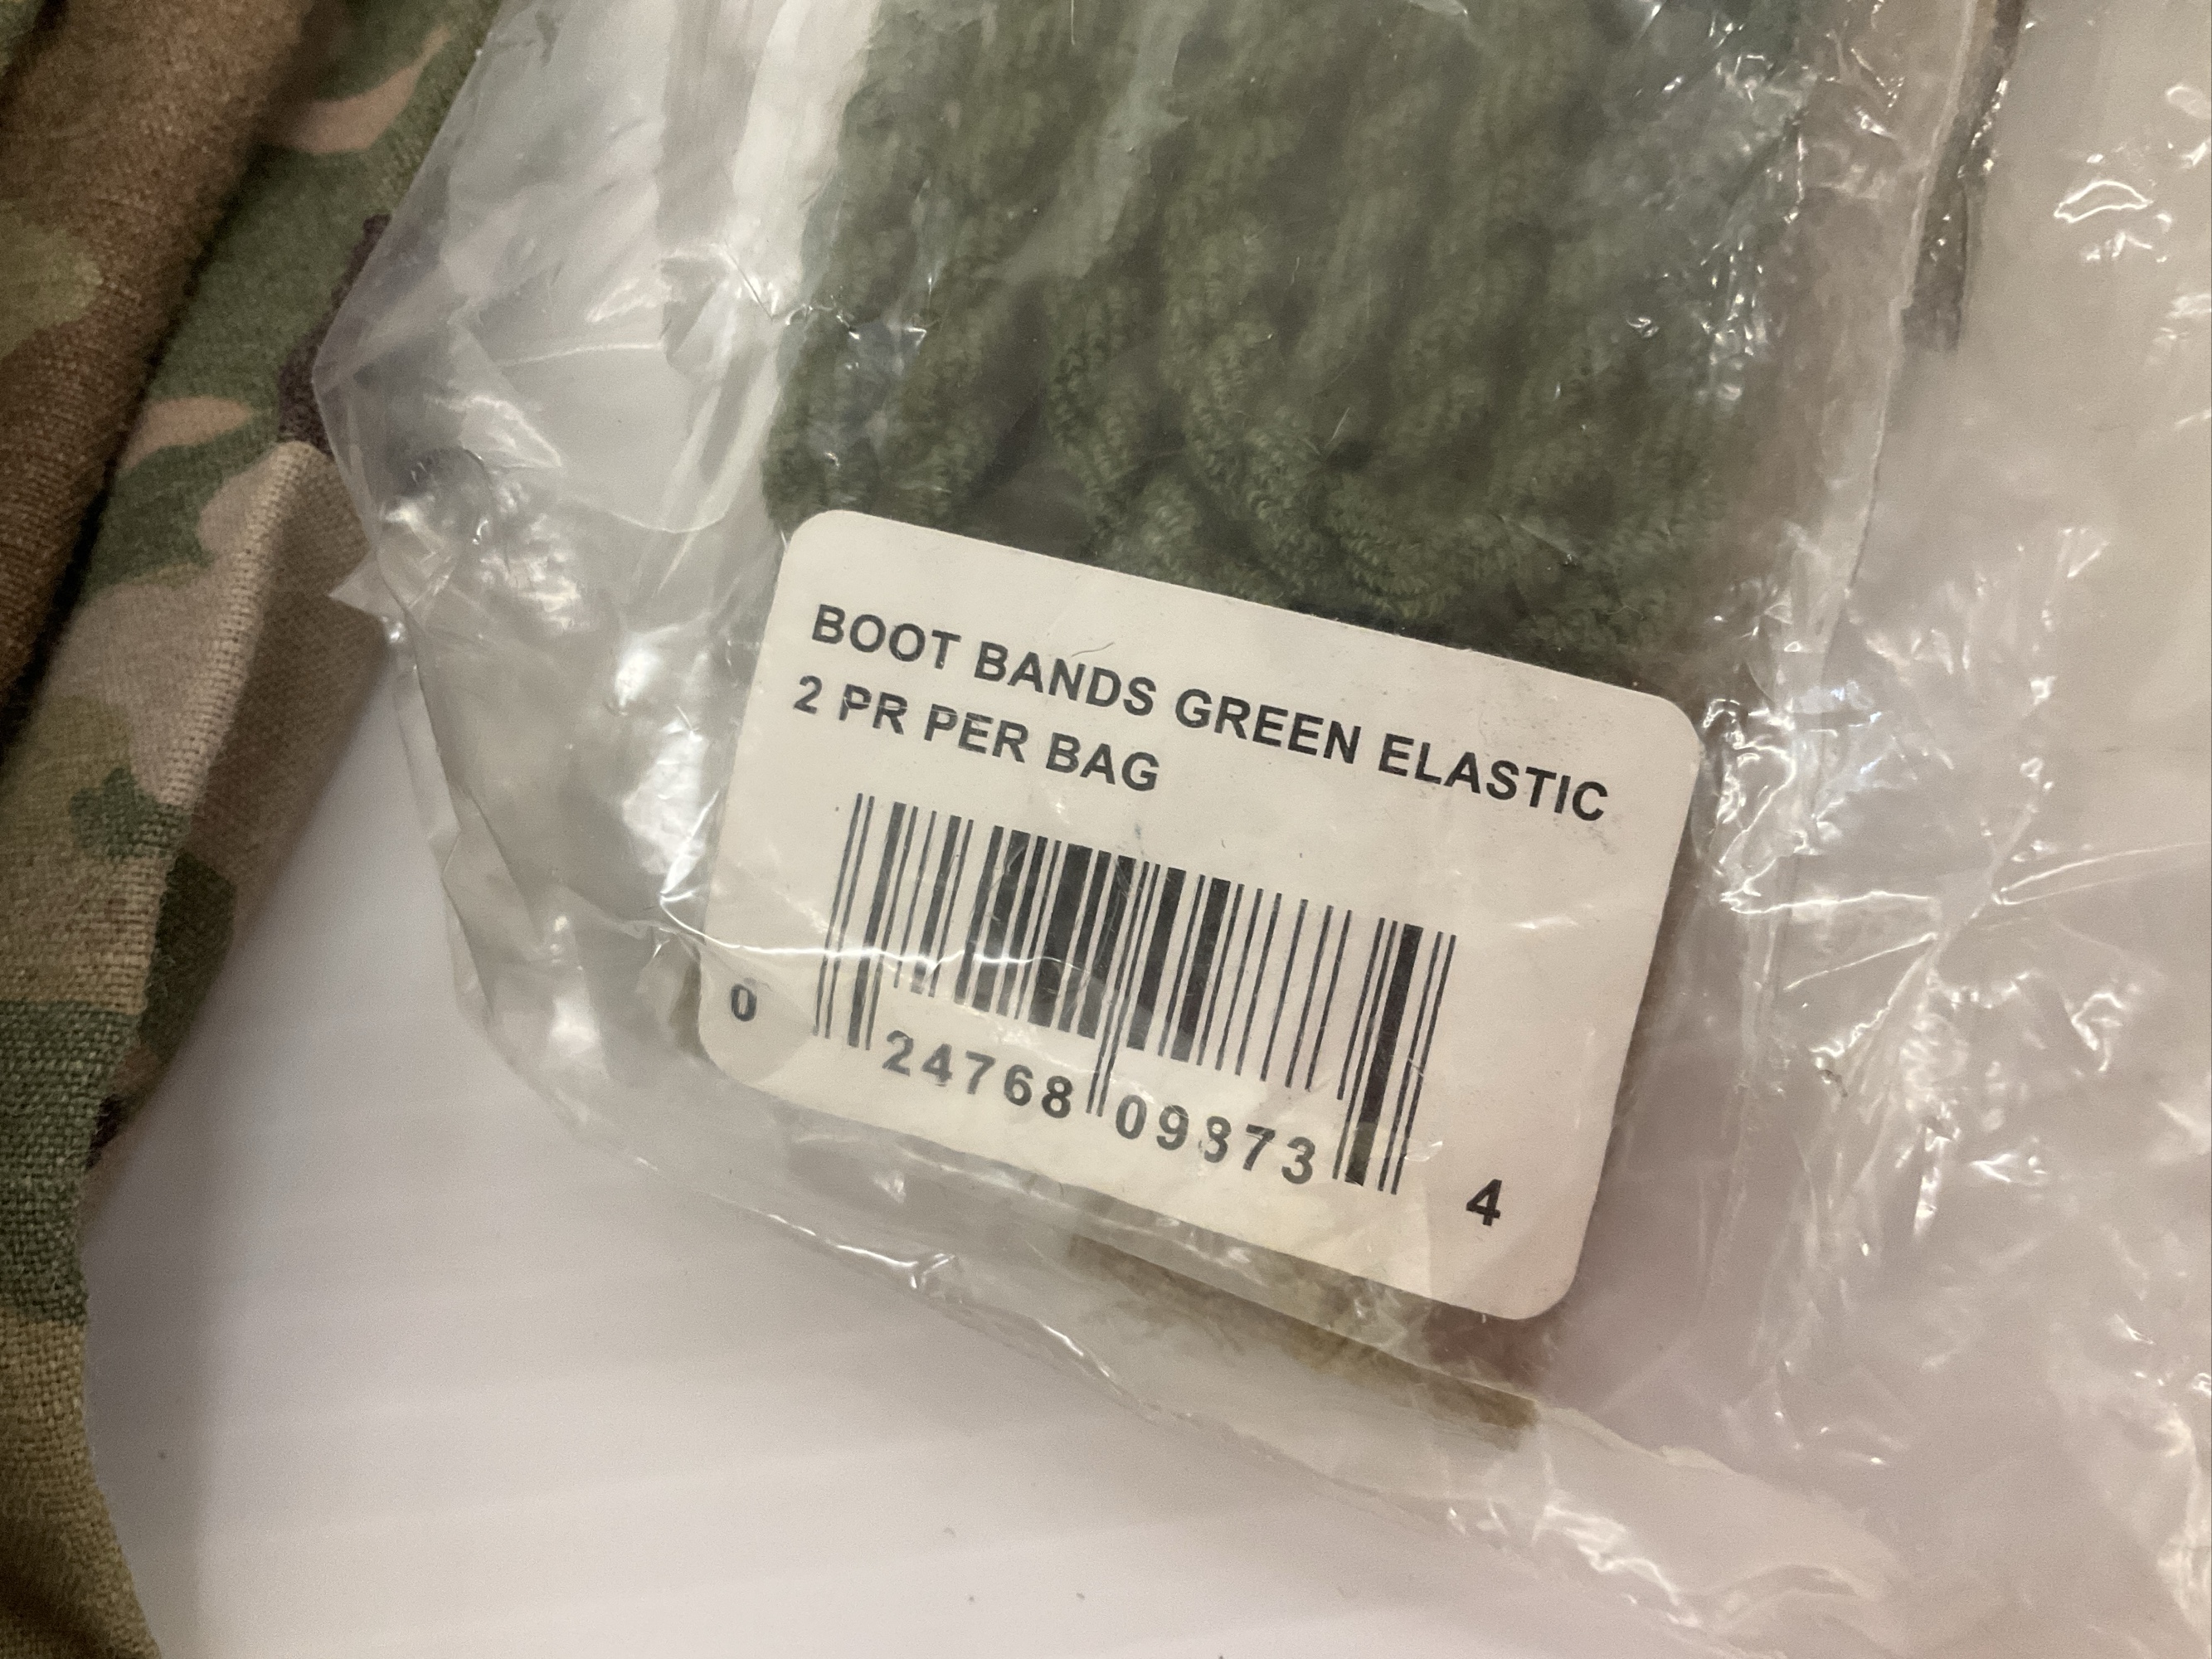 BOOT BANDS GREEN ELASTIC
2 PR PER BAG
0 24768 09873 4